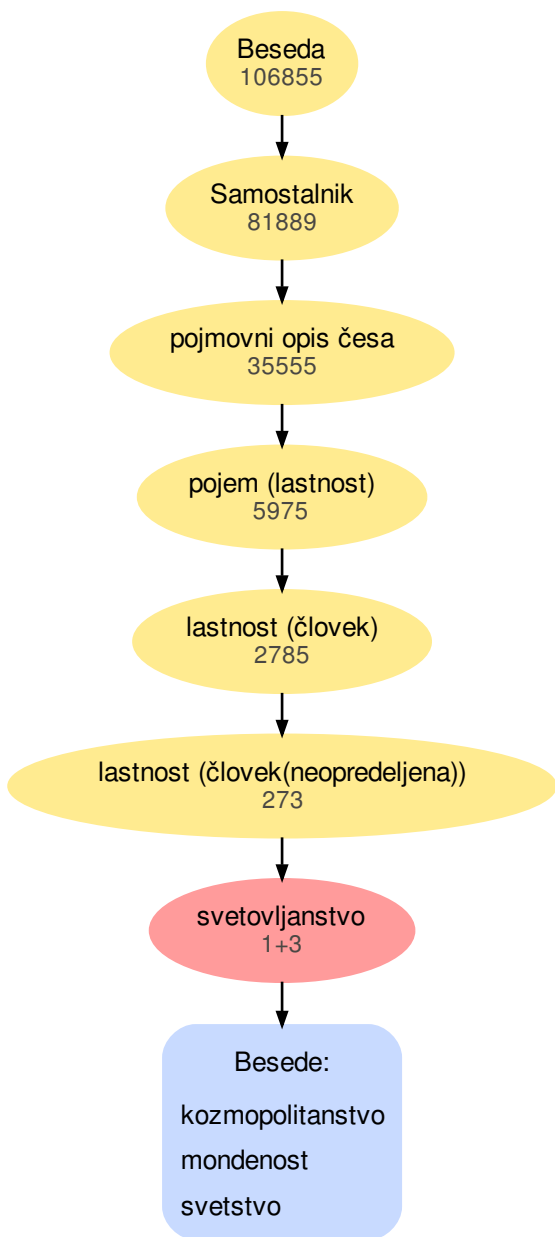 Beseda
106855
Samostalnik
81889
pojmovni opis česa
35555
pojem (lastnost)
5975
lastnost (človek)
2785
lastnost (človek(neopredeljena))
273
svetovljanstvo
1+3
Besede:
kozmopolitanstvo
mondenost
svetstvo